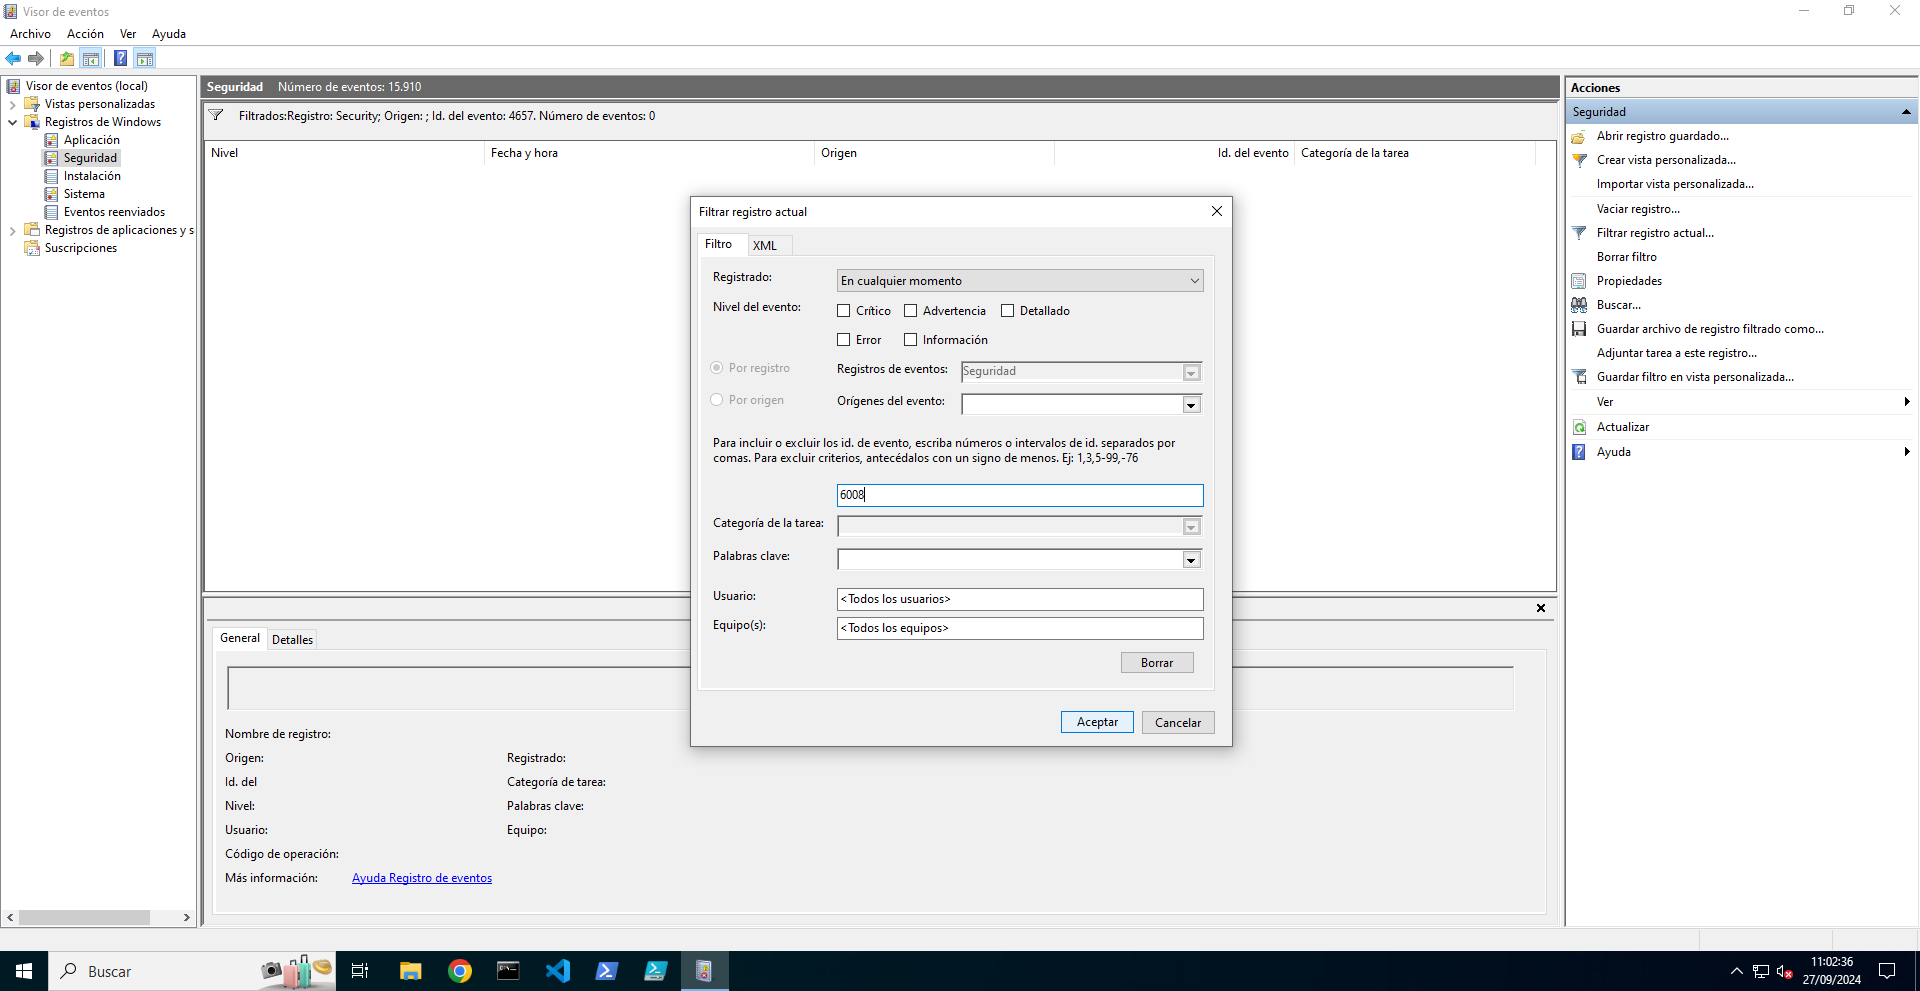 Visor de eventos
Archivo Acción Ver Ayuda
Visor de eventos (local)
Vistas personalizadas
Registros de Windows
Aplicación
Seguridad
Instalación
Sistema
Eventos reenviados
Registros de aplicaciones y s
Suscripciones
Seguridad Número de eventos: 15.910
Filtrados:Registro: Security; Origen: ; Id. del evento: 4657. Número de eventos: 0
Nivel Fecha y hora Origen Id. del evento Categoría de la tarea
Filtrar registro actual
Filtro XML
Registrado: En cualquier momento
Nivel del evento: Crítico Advertencia Detallado
Error Información
Por registro Registros de eventos: Seguridad
Por origen Orígenes del evento:
Para incluir o excluir los id. de evento, escriba números o intervalos de id. separados por
comas. Para excluir criterios, antecédalos con un signo de menos. Ej: 1,3,5-99,-76
6008
Categoría de la tarea:
Palabras clave:
Usuario: <Todos los usuarios>
Equipo(s): <Todos los equipos>
Borrar
Aceptar Cancelar
General Detalles
Nombre de registro:
Origen: Registrado:
Id. del Categoría de tarea:
Nivel: Palabras clave:
Usuario: Equipo:
Código de operación:
Más información: Ayuda Registro de eventos
Acciones
Seguridad
Abrir registro guardado...
Crear vista personalizada...
Importar vista personalizada...
Vaciar registro...
Filtrar registro actual...
Borrar filtro
Propiedades
Buscar...
Guardar archivo de registro filtrado como...
Adjuntar tarea a este registro...
Guardar filtro en vista personalizada...
Ver
Actualizar
Ayuda
Buscar
11:02:36
27/09/2024